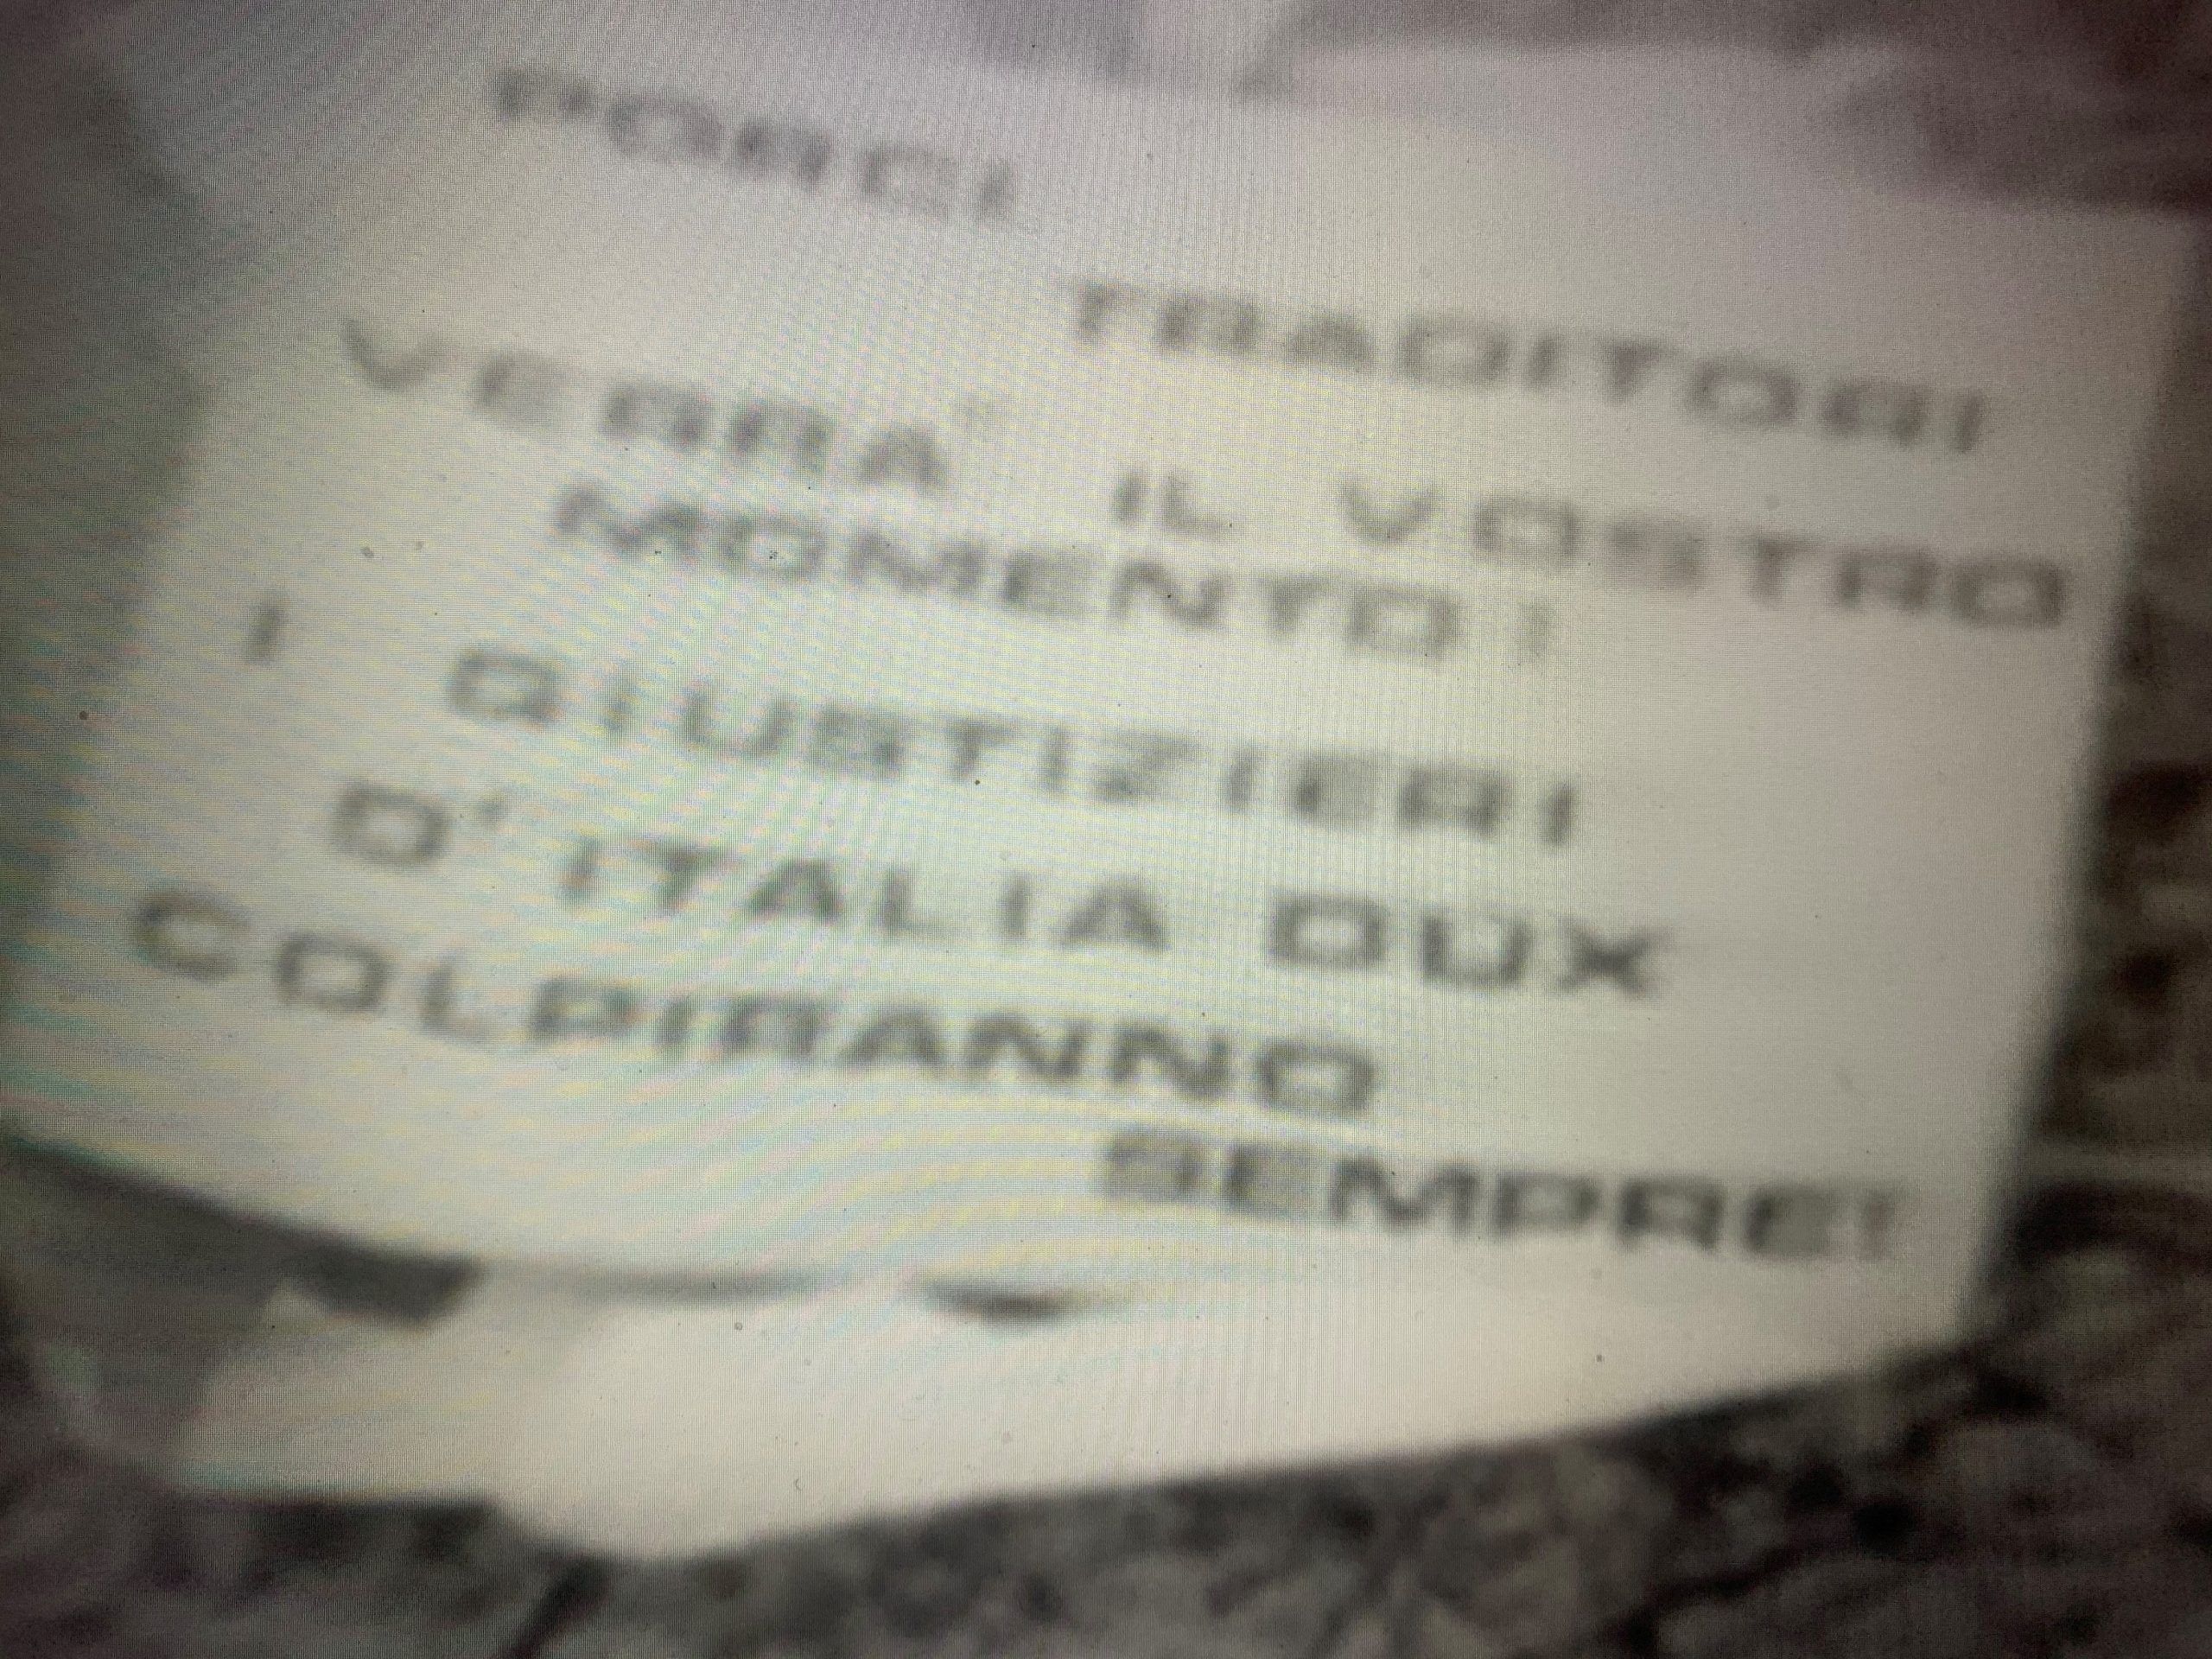 PORCI
TRADITORI
VERRA' IL VOSTRO
MOMENTO!
I GIUSTIZIERI
D'ITALIA DUX
COLPIRANNO
SEMPRE!